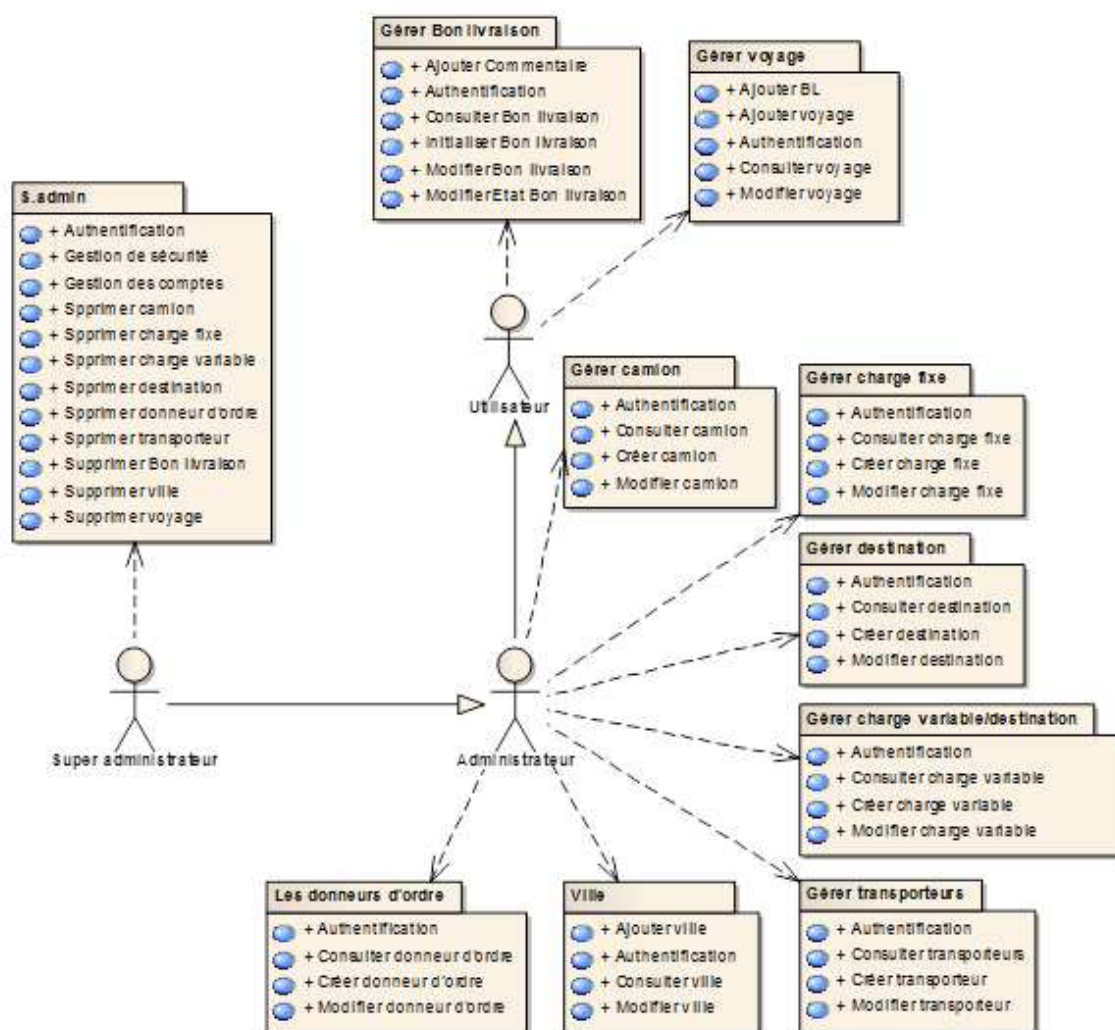 Gérer Bon livraison
+ Ajouter Commentaire
+ Authentification
+ Consulter Bon livraison
+ Initialiser Bon livraison
+ Modifier Bon livraison
+ Modifier Etat Bon livraison
Gérer voyage
+ Ajouter BL
+ Ajouter voyage
+ Authentification
+ Consulter voyage
+ Modifier voyage
S.admin
+ Authentification
+ Gestion de sécurité
+ Gestion des comptes
+ Spprimer camion
+ Spprimer charge fixe
+ Spprimer charge variable
+ Spprimer destination
+ Spprimer donneur d'ordre
+ Spprimer transporteur
+ Supprimer Bon livraison
+ Supprimer ville
+ Supprimer voyage
Utilisateur
Gérer camion
+ Authentification
+ Consulter camion
+ Créer camion
+ Modifier camion
Gérer charge fixe
+ Authentification
+ Consulter charge fixe
+ Créer charge fixe
+ Modifier charge fixe
Gérer destination
+ Authentification
+ Consulter destination
+ Créer destination
+ Modifier destination
Super administrateur
Administrateur
Gérer charge variable/destination
+ Authentification
+ Consulter charge variable
+ Créer charge variable
+ Modifier charge variable
Les donneurs d'ordre
+ Authentification
+ Consulter donneur d'ordre
+ Créer donneur d'ordre
+ Modifier donneur d'ordre
Ville
+ Ajouter ville
+ Authentification
+ Consulter ville
+ Modifier ville
Gérer transporteurs
+ Authentification
+ Consulter transporteurs
+ Créer transporteur
+ Modifier transporteur